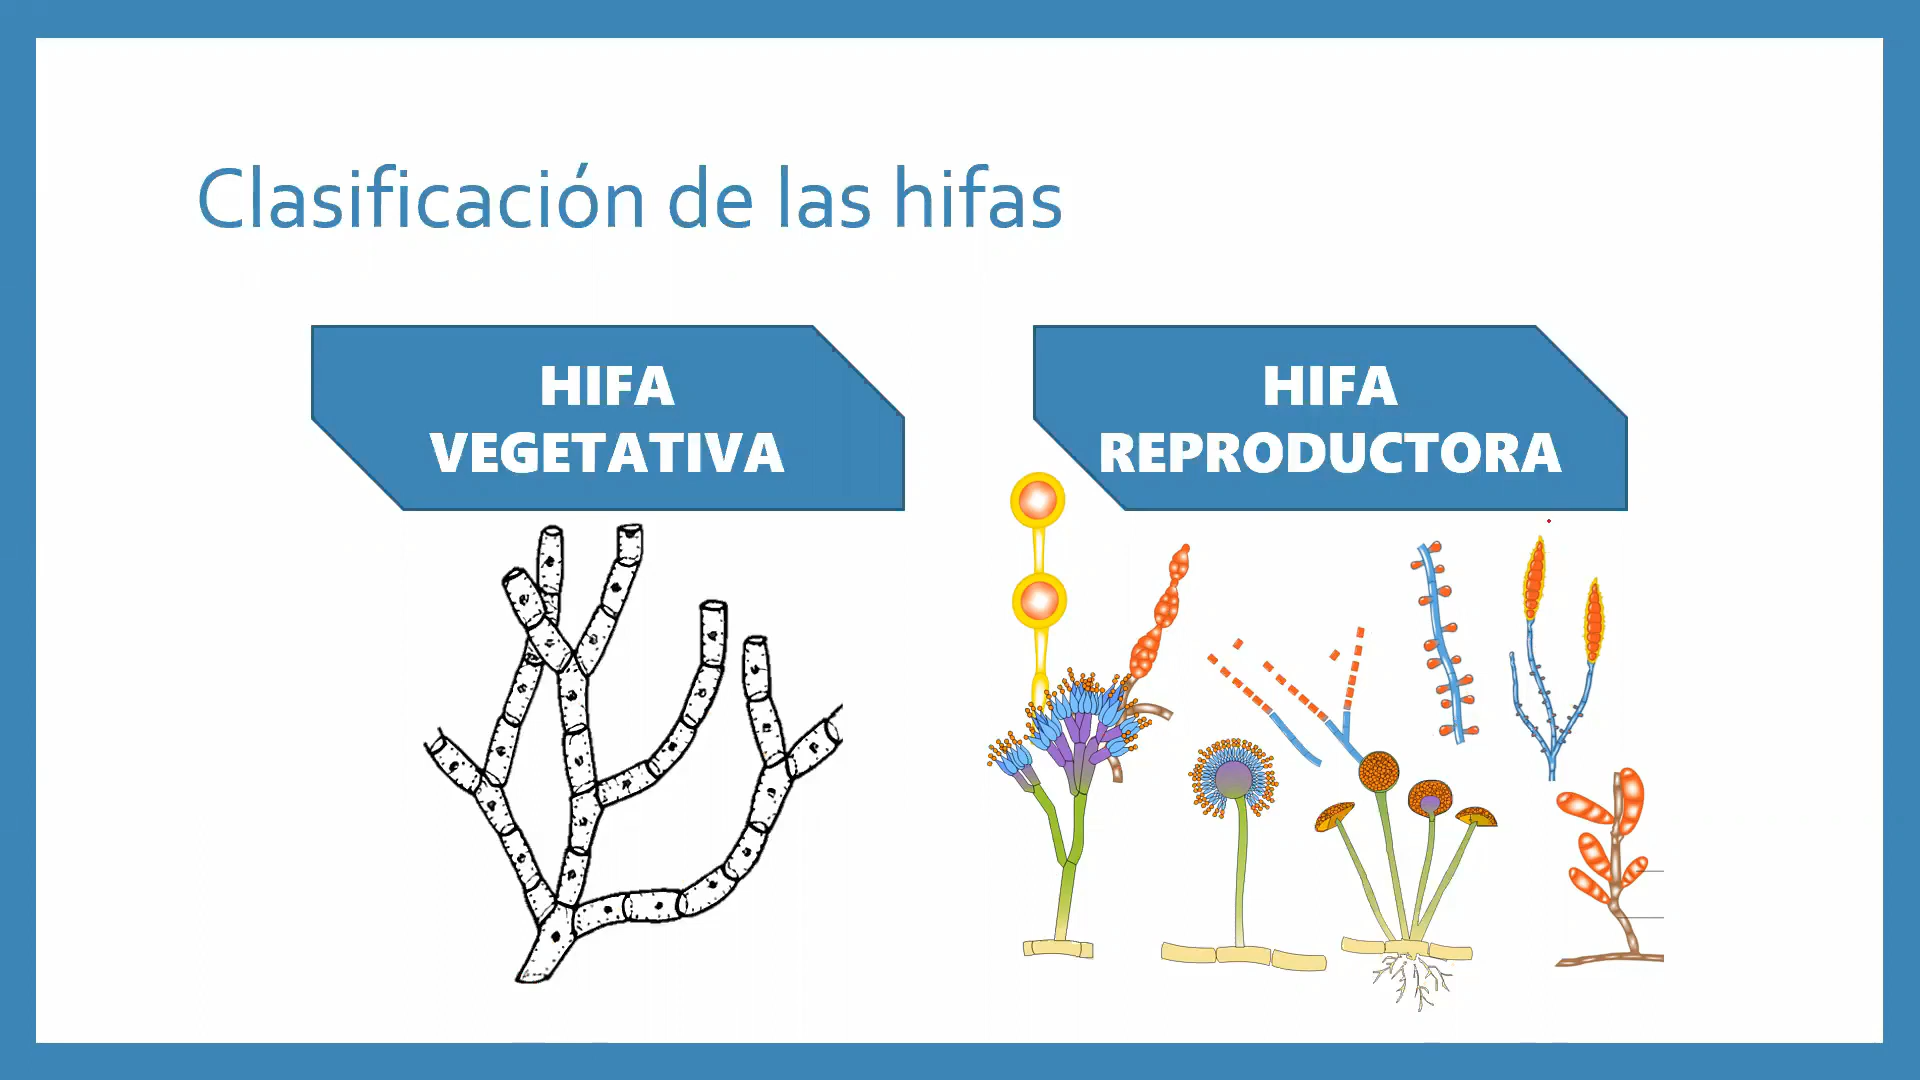 Clasificación de las hifas
HIFA
VEGETATIVA
HIFA
REPRODUCTORA